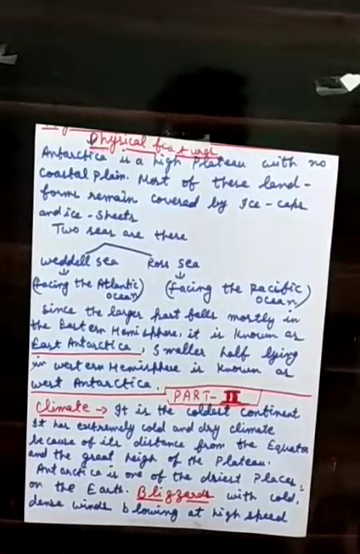 Physical features
Antarctica is a high Plateau with no
coastal Plain. Most of these land-
forms remain covered by Ice-caps
and ice-sheets
Two seas are there
Weddell sea Ross sea
(facing the Atlantic ocean) (facing the pacific ocean)
Since the larger part falls mostly in
the Eastern Hemisphere, it is known as
East Antarctica, Smaller half lying
in western Hemisphere is known as
west Antarctica.
PART-II
Climate → It is the coldest continent
It has extremely cold and dry climate
because of its distance from the Equator
and the great heigh of the Plateau.
Antarctica is one of the driest Places
on the Earth. Blizzards with cold,
dense winds blowing at high speed